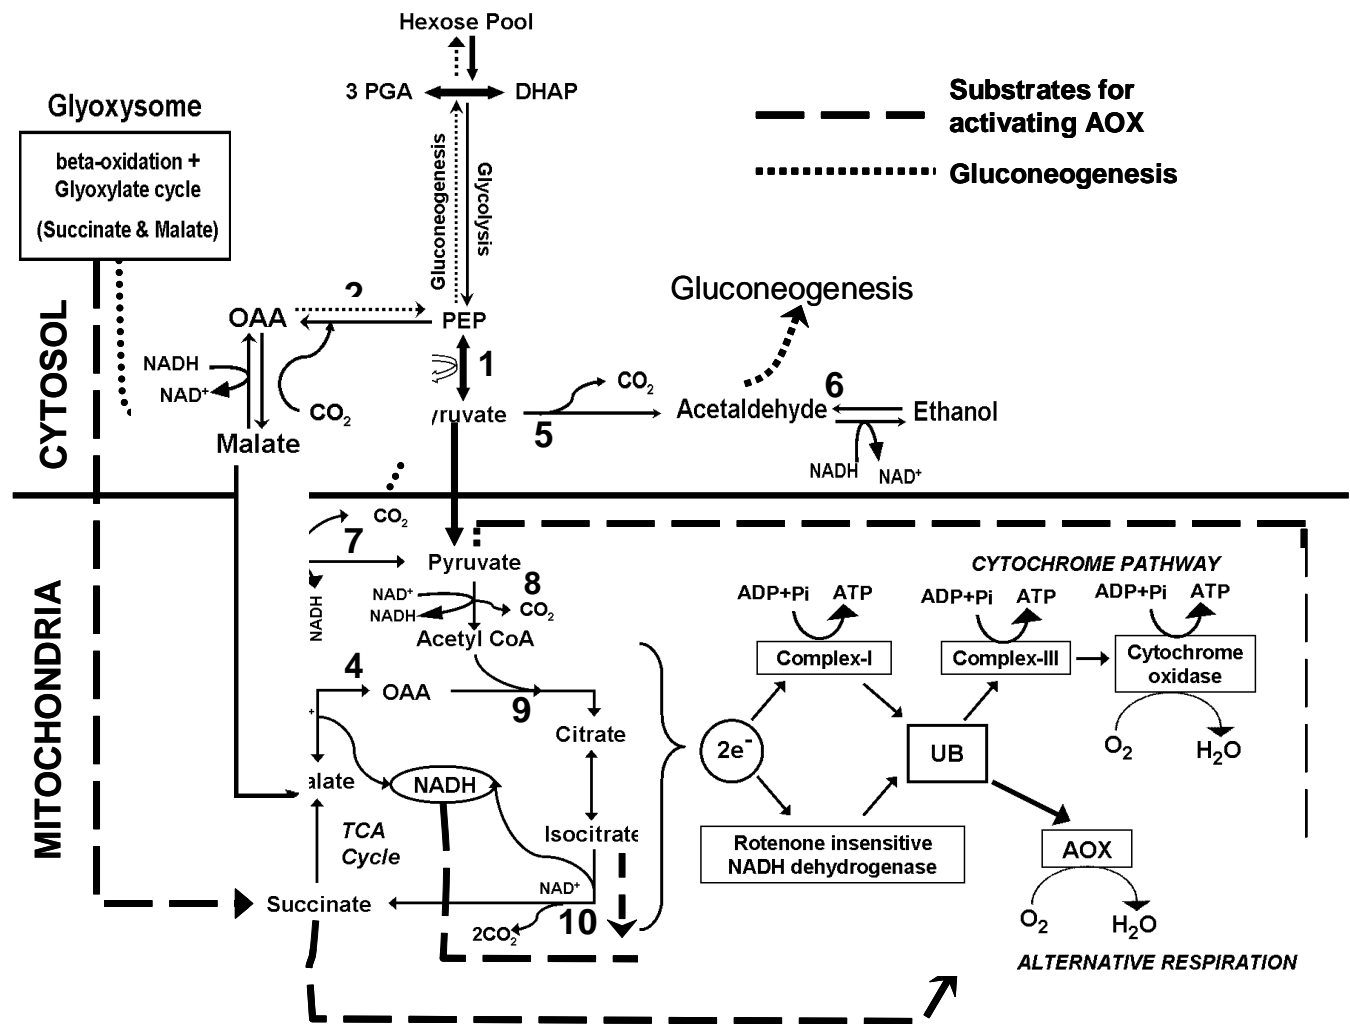 Hexose Pool
3 PGA
DHAP
Glyoxysome
beta-oxidation +
Glyoxylate cycle
(Succinate & Malate)
Substrates for
activating AOX
Gluconeogenesis
Gluconeogenesis
Glycolysis
CYTOSOL
OAA
PEP
NADH
NAD+
CO2
Malate
1
yruvate
5
CO2
Gluconeogenesis
Acetaldehyde
6
Ethanol
NADH
NAD+
MITOCHONDRIA
CO2
7
NADH
Pyruvate
NAD+
NADH
8
CO2
Acetyl CoA
4
OAA
9
+
Citrate
alate
NADH
TCA
Cycle
Isocitrate
Succinate
NAD+
10
2CO2
2e-
CYTOCHROME PATHWAY
ADP+Pi
ATP
ADP+Pi
ATP
ADP+Pi
ATP
Complex-I
Complex-III
Cytochrome
oxidase
O2
H2O
UB
Rotenone insensitive
NADH dehydrogenase
AOX
O2
H2O
ALTERNATIVE RESPIRATION